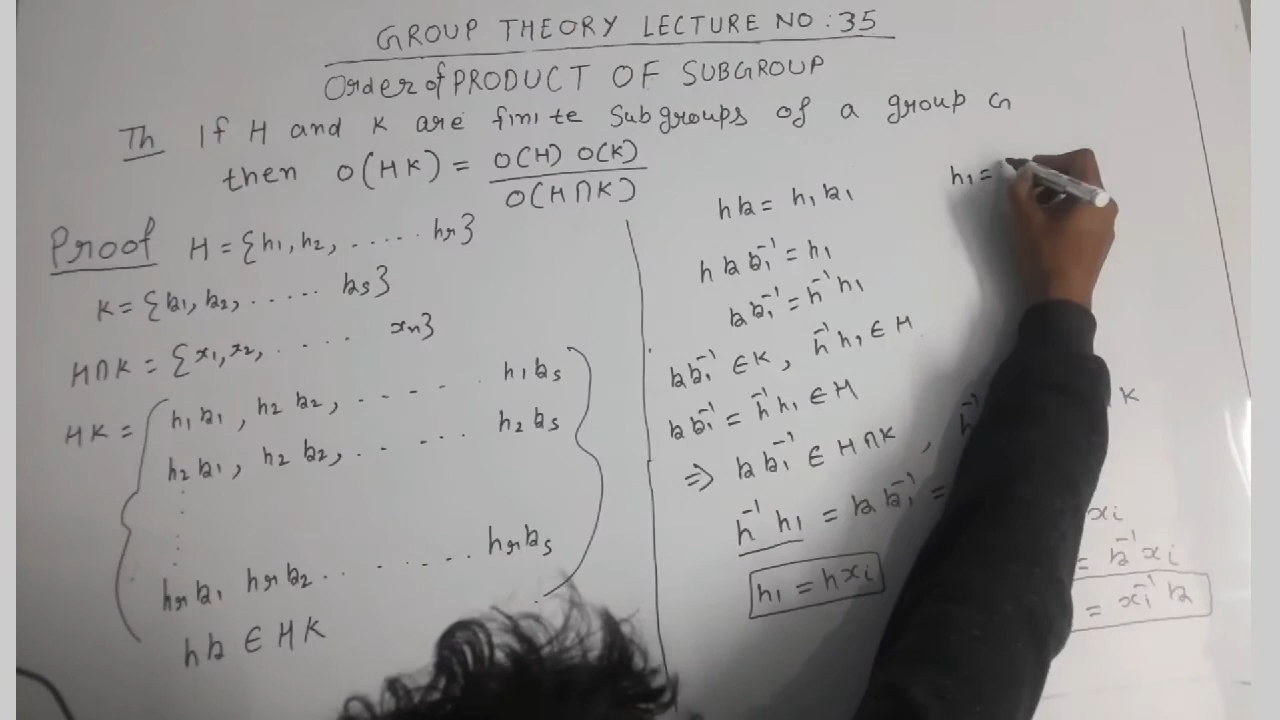 GROUP THEORY LECTURE NO : 35
Order of PRODUCT OF SUBGROUP
Th If H and K are finite Subgroups of a group G
then O(HK) = O(H) O(K) / O(H∩K)
Proof H = {h₁, h₂, ..... hᵣ}
K = {k₁, k₂, ..... kₛ}
H∩K = {x₁, x₂, . . . . xₙ}
HK = { h₁k₁, h₂k₂, ..... h₁kₛ
h₂k₁, h₂k₂, ..... h₂kₛ
hᵣk₁ hᵣk₂ ....... hᵣkₛ }
hk ∈ HK
hk = h₁k₁
hkk₁⁻¹ = h₁
kk₁⁻¹ = h⁻¹h₁
kk₁⁻¹ ∈ K, h⁻¹h₁ ∈ H
kk₁⁻¹ = h⁻¹h₁ ∈ H
⇒ kk₁⁻¹ ∈ H∩K, h⁻¹ K
h⁻¹h₁ = kk₁⁻¹ =
h₁ = hxᵢ
h₁ =
xᵢ
= k⁻¹xᵢ
= xᵢ⁻¹k